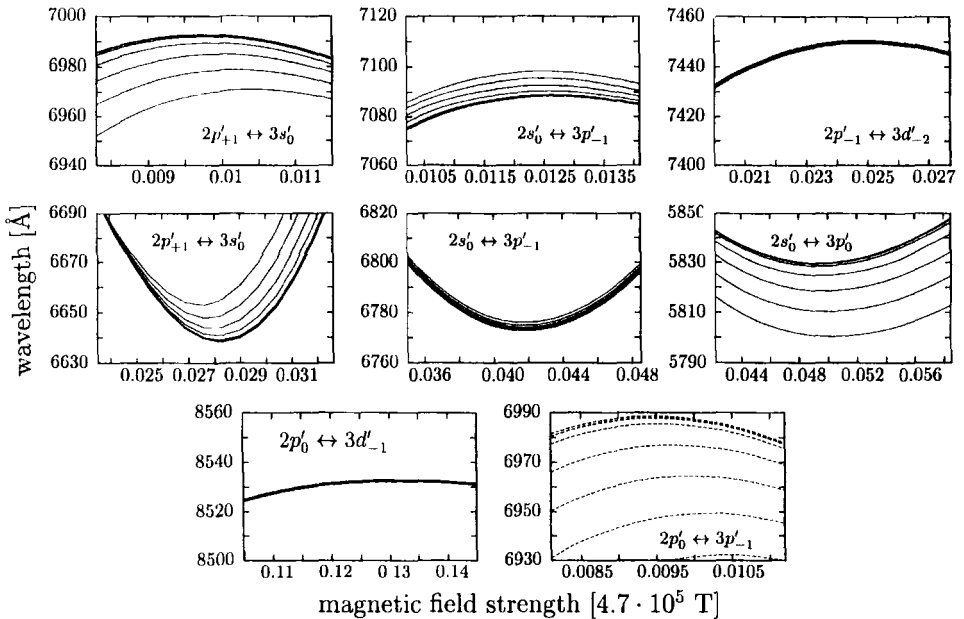 7000 6980 6960 6940
0.009 0.01 0.011
2p′₊₁ ↔ 3s′₀
7120 7100 7080 7060
0.0105 0.0115 0.0125 0.0135
2s′₀ ↔ 3p′₋₁
7460 7440 7420 7400
0.021 0.023 0.025 0.027
2p′₋₁ ↔ 3d′₋₂
wavelength [Å]
6690 6670 6650 6630
0.025 0.027 0.029 0.031
2p′₊₁ ↔ 3s′₀
6820 6800 6780 6760
0.036 0.040 0.044 0.048
2s′₀ ↔ 3p′₋₁
5850 5830 5810 5790
0.044 0.048 0.052 0.056
2s′₀ ↔ 3p′₀
8560 8540 8520 8500
0.11 0.12 0 13 0.14
2p′₀ ↔ 3d′₋₁
6990 6970 6950 6930
0.0085 0.0095 0.0105
2p′₀ ↔ 3p′₋₁
magnetic field strength [4.7 · 10⁵ T]